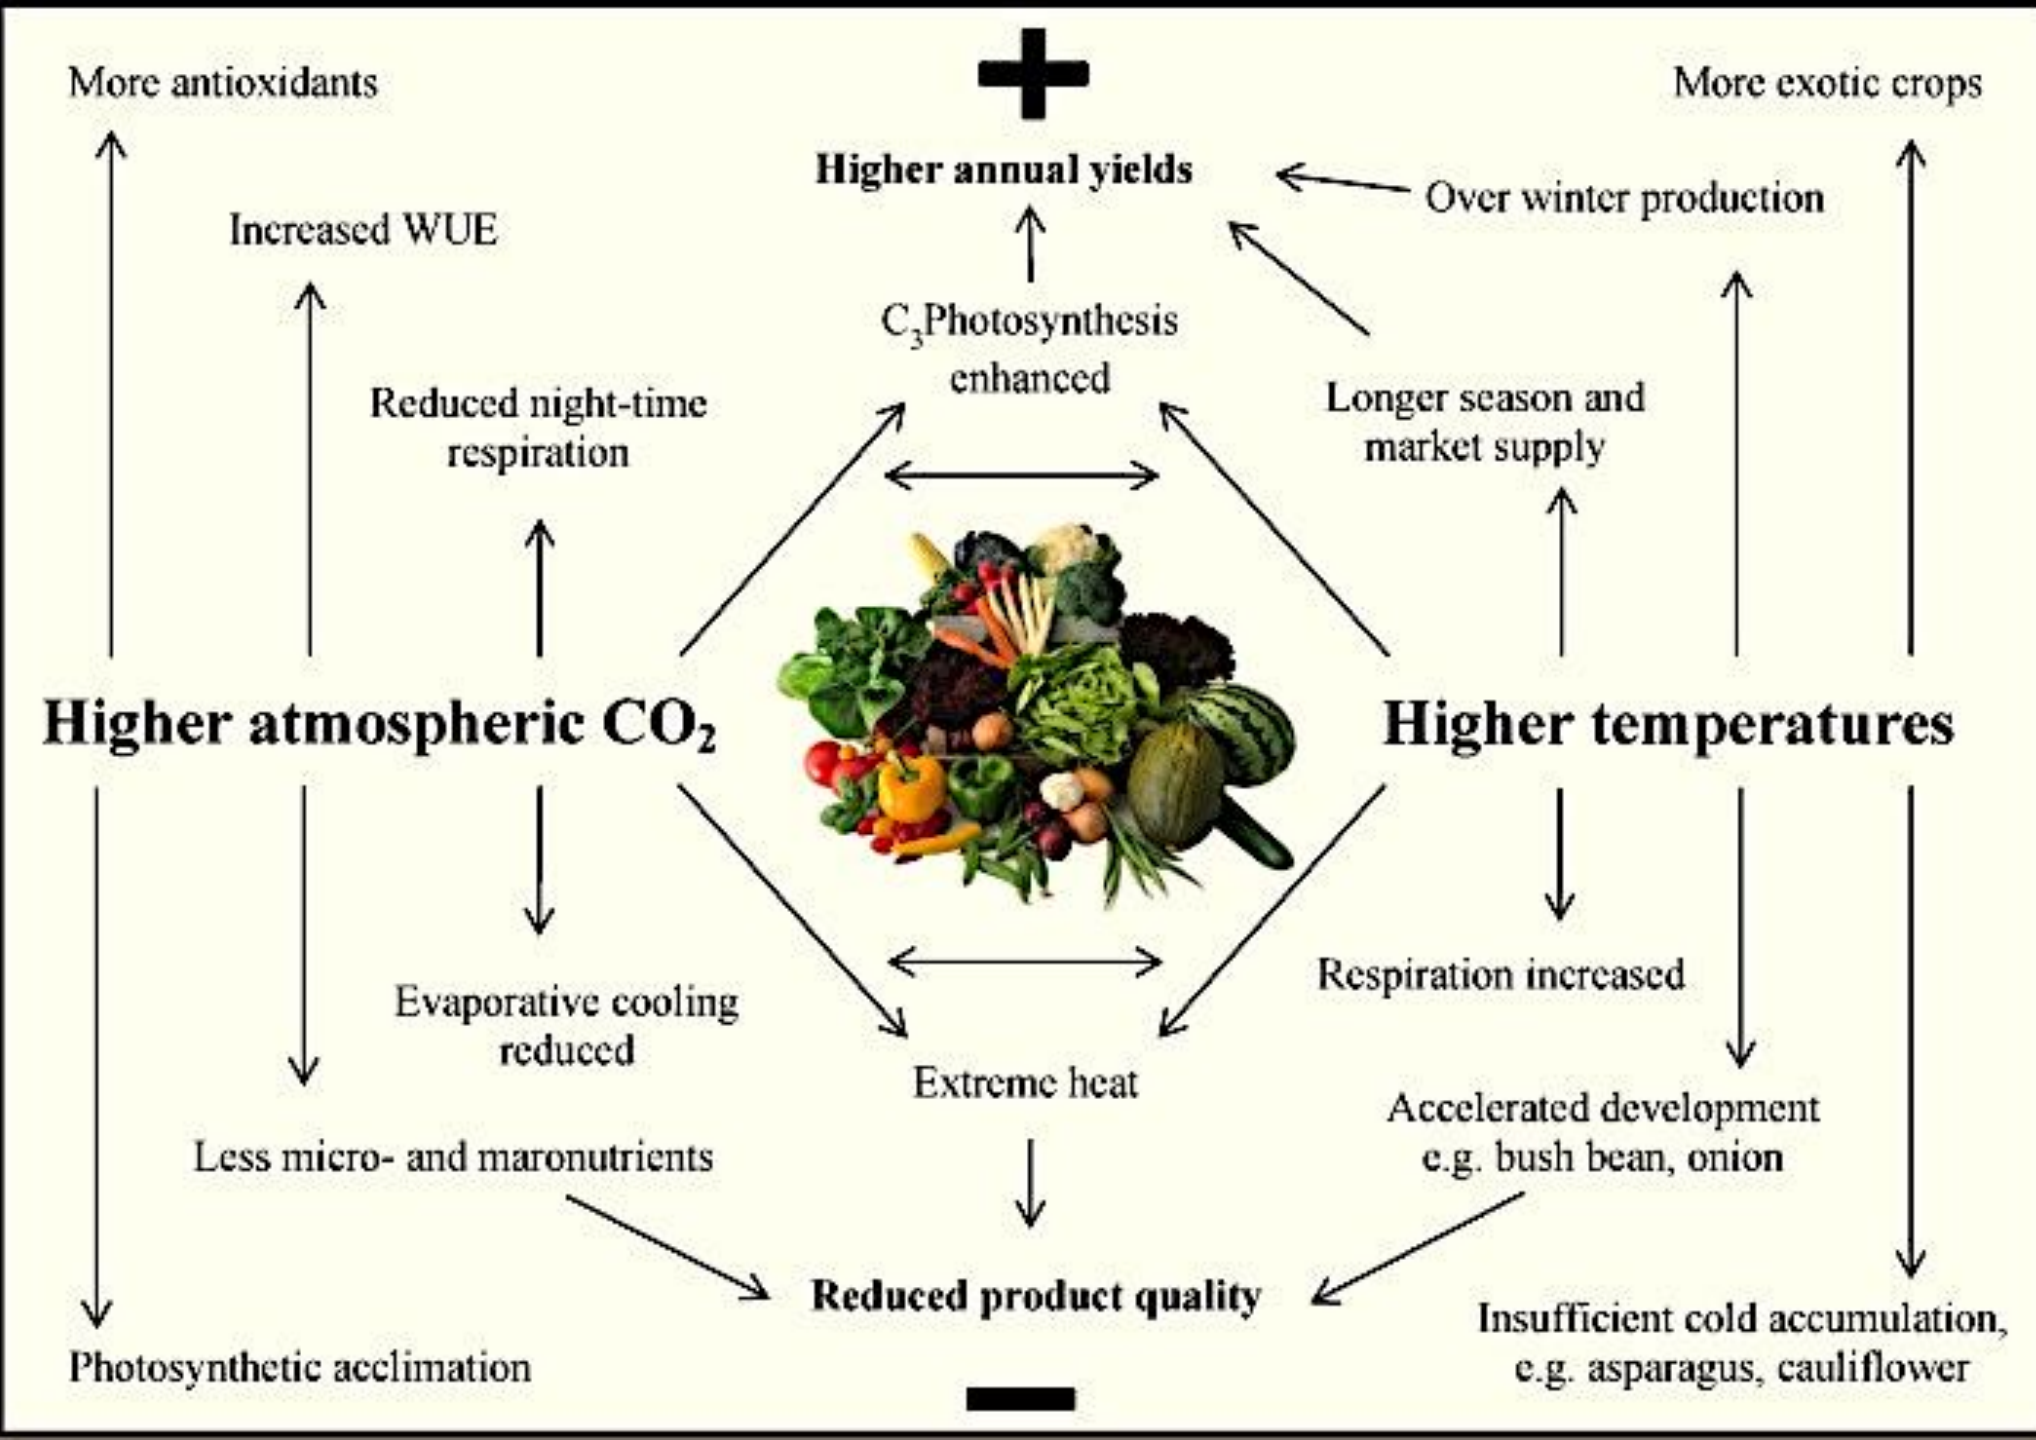 +
More antioxidants
More exotic crops
Higher annual yields
Over winter production
Increased WUE
C₃Photosynthesis
enhanced
Reduced night-time
respiration
Longer season and
market supply
Higher atmospheric CO₂
Higher temperatures
Respiration increased
Evaporative cooling
reduced
Extreme heat
Accelerated development
e.g. bush bean, onion
Less micro- and maronutrients
Reduced product quality
Insufficient cold accumulation,
e.g. asparagus, cauliflower
Photosynthetic acclimation
−